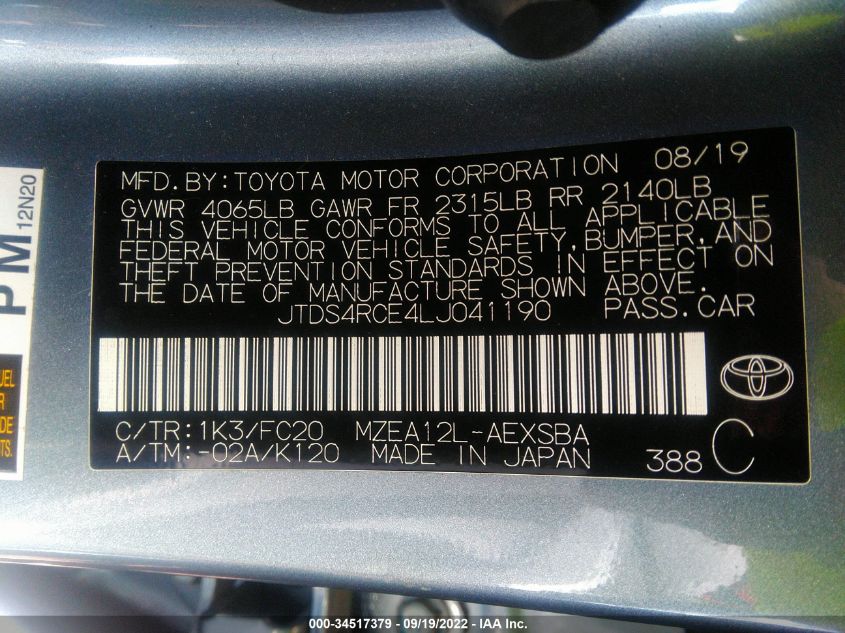 PM
12N20
UEL
R
DE
TS.
MFD.BY:TOYOTA MOTOR CORPORATION 08/19
GVWR 4065LB GAWR FR 2315LB RR 2140LB
THIS VEHICLE CONFORMS TO ALL APPLICABLE
FEDERAL MOTOR VEHICLE SAFETY,BUMPER,AND
THEFT PREVENTION STANDARDS IN EFFECT ON
THE DATE OF MANUFACTURE SHOWN ABOVE.
JTDS4RCE4LJ041190 PASS.CAR
C/TR:1K3/FC20 MZEA12L-AEXSBA
A/TM:-02A/K120 MADE IN JAPAN 388 C
000-34517379 - 09/19/2022 - IAA Inc.